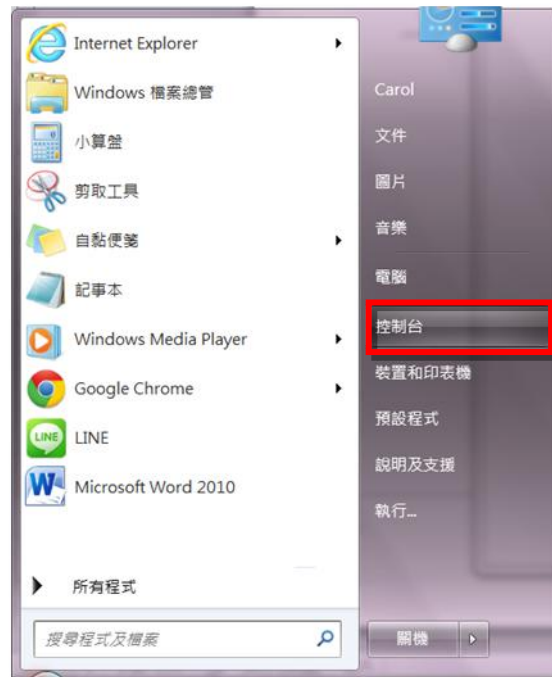 Internet Explorer
Windows 檔案總管
小算盤
剪取工具
自黏便箋
記事本
Windows Media Player
Google Chrome
LINE
LINE
Microsoft Word 2010
所有程式
搜尋程式及檔案
Carol
文件
圖片
音樂
電腦
控制台
裝置和印表機
預設程式
說明及支援
執行...
關機